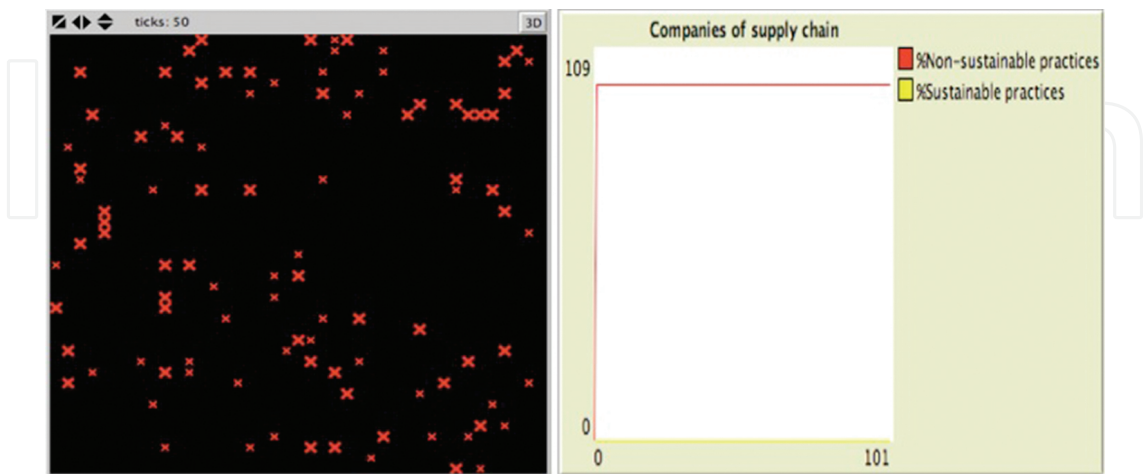 ticks: 50
3D
Companies of supply chain
109
0
0
101
%Non-sustainable practices
%Sustainable practices